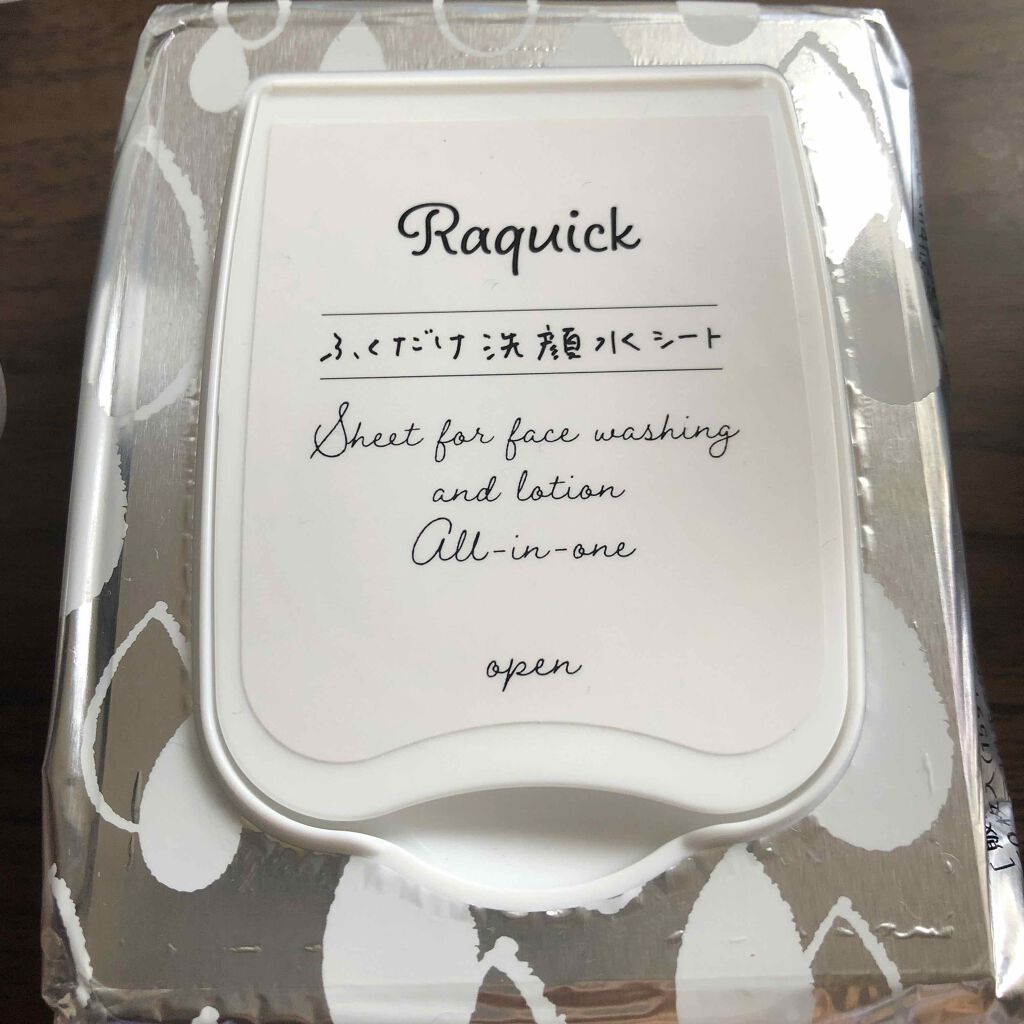 Raquick
ふくだけ洗顔水シート
Sheet for face washing
and lotion
All-in-one
open